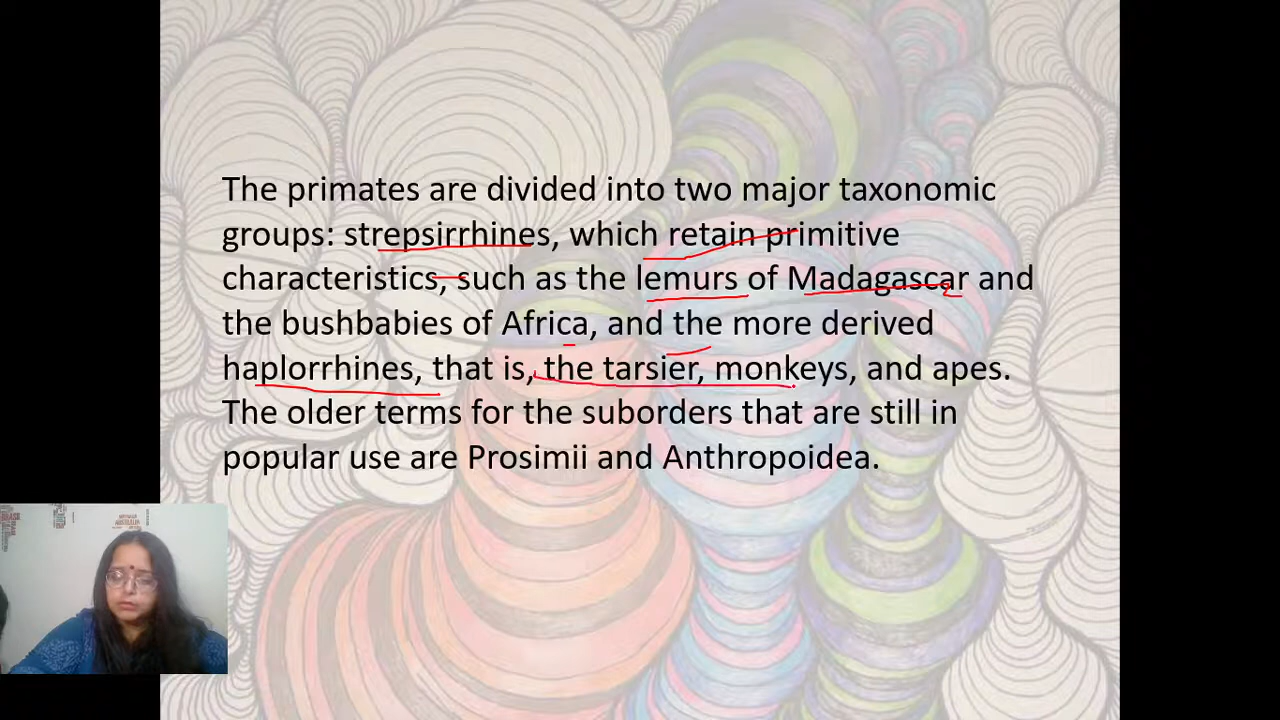 The primates are divided into two major taxonomic
groups: strepsirrhines, which retain primitive
characteristics, such as the lemurs of Madagascar and
the bushbabies of Africa, and the more derived
haplorrhines, that is, the tarsier, monkeys, and apes.
The older terms for the suborders that are still in
popular use are Prosimii and Anthropoidea.